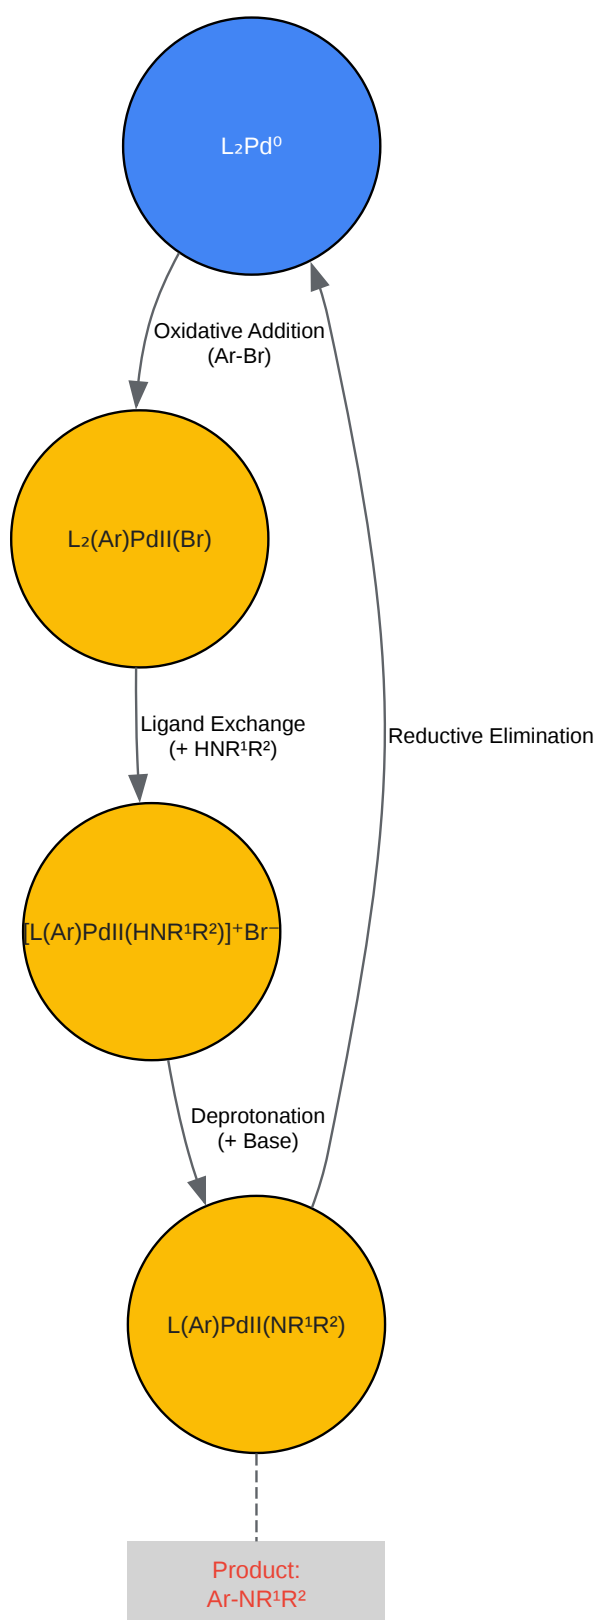 L₂Pd⁰
Oxidative Addition
(Ar-Br)
L₂(Ar)PdII(Br)
Ligand Exchange
(+ HNR¹R²)
Reductive Elimination
[L(Ar)PdII(HNR¹R²)]⁺Br⁻
Deprotonation
(+ Base)
L(Ar)PdII(NR¹R²)
Product:
Ar-NR¹R²